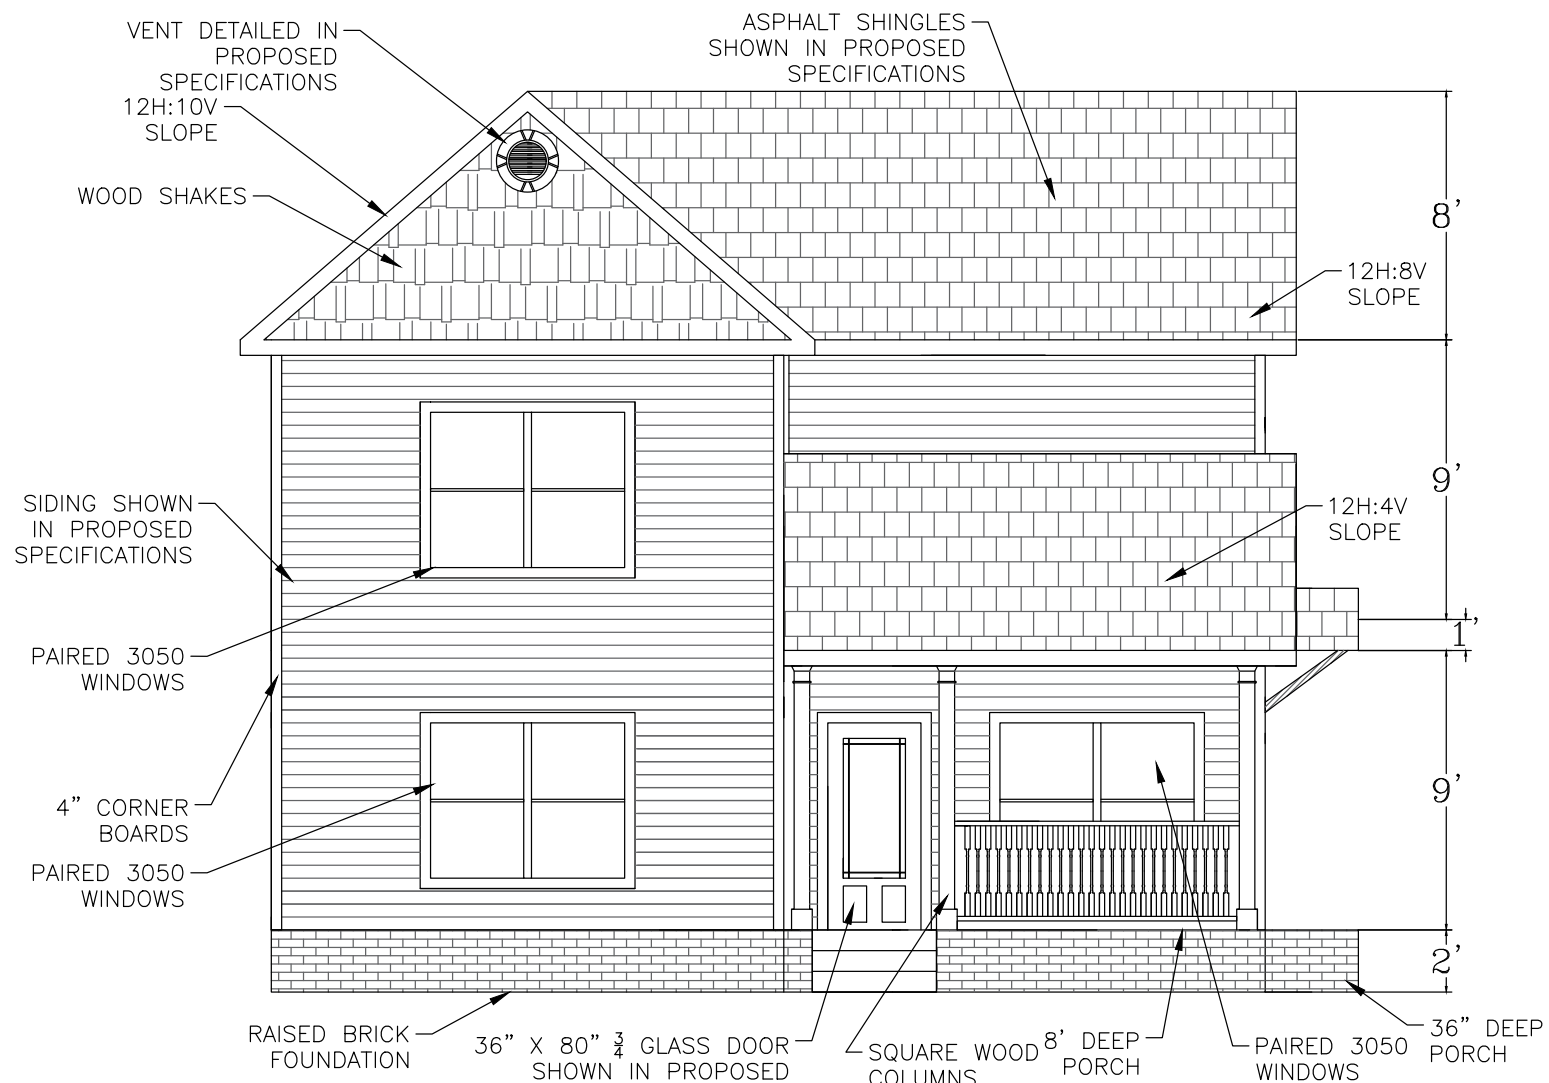 VENT DETAILED IN
PROPOSED
SPECIFICATIONS
12H:10V
SLOPE
WOOD SHAKES
ASPHALT SHINGLES
SHOWN IN PROPOSED
SPECIFICATIONS
8'
12H:8V
SLOPE
SIDING SHOWN
IN PROPOSED
SPECIFICATIONS
9'
12H:4V
SLOPE
1'
PAIRED 3050
WINDOWS
4" CORNER
BOARDS
9'
PAIRED 3050
WINDOWS
2'
RAISED BRICK
FOUNDATION
36" X 80" 3/4 GLASS DOOR
SHOWN IN PROPOSED
SQUARE WOOD
COLUMNS
8' DEEP
PORCH
PAIRED 3050
WINDOWS
36" DEEP
PORCH